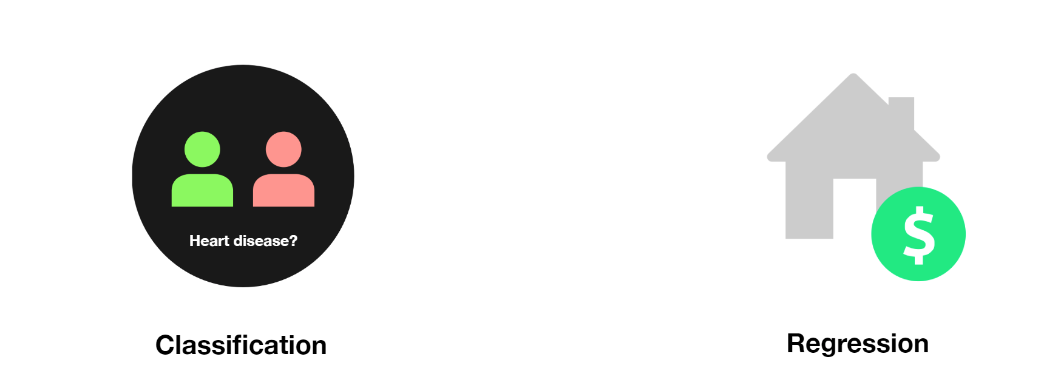 Heart disease?
$
Classification
Regression